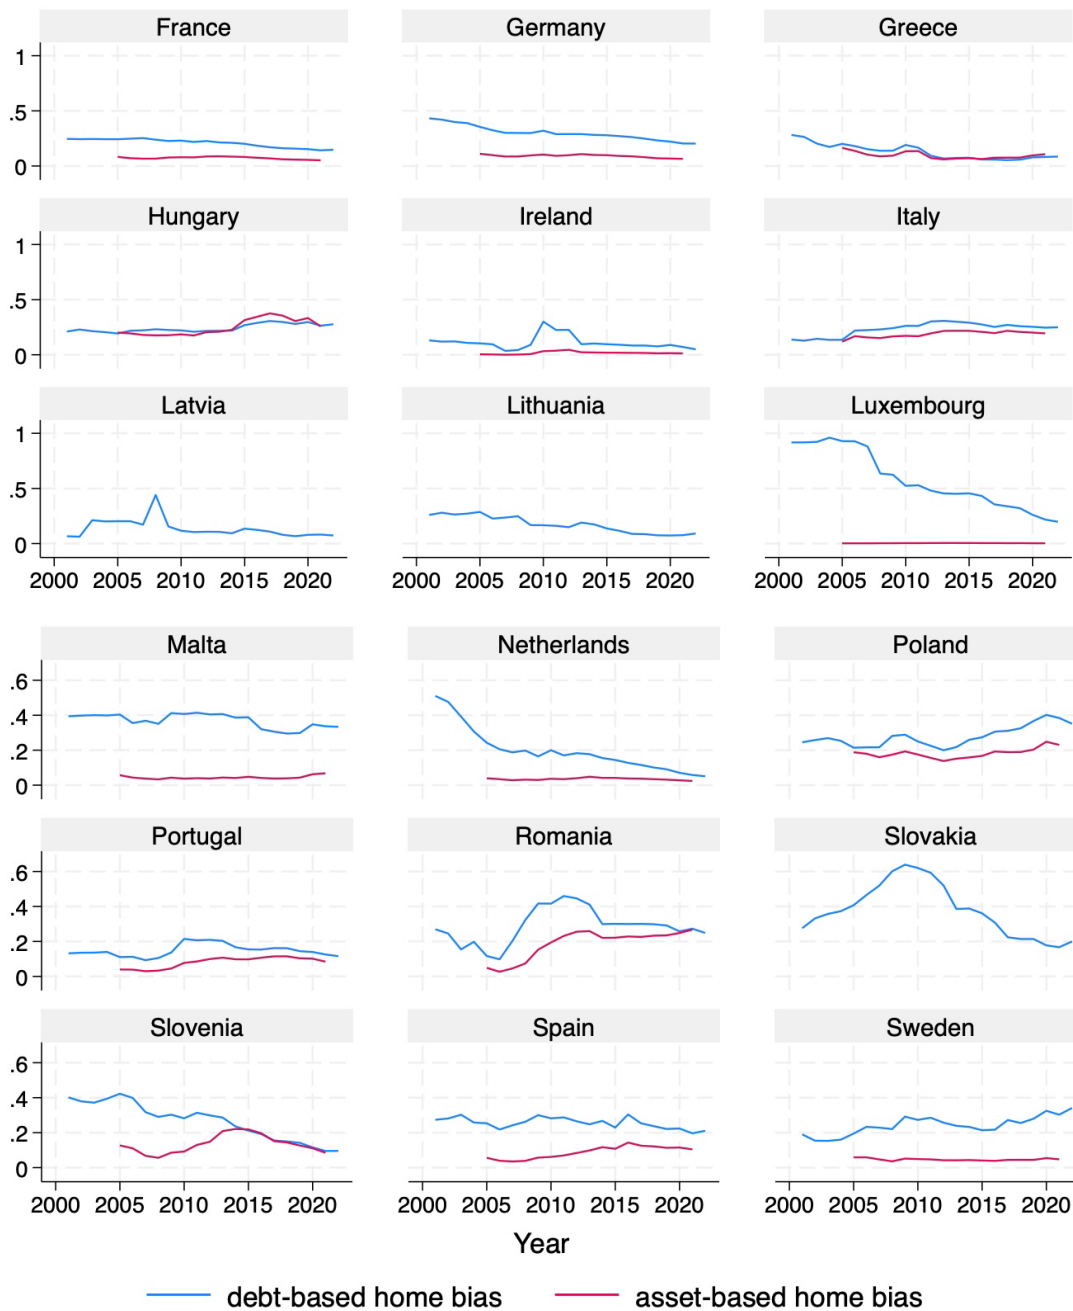 France Germany Greece
1
.5
0
Hungary Ireland Italy
1
.5
0
Latvia Lithuania Luxembourg
1
.5
0
2000 2005 2010 2015 2020 2000 2005 2010 2015 2020 2000 2005 2010 2015 2020
Malta Netherlands Poland
.6
.4
.2
0
Portugal Romania Slovakia
.6
.4
.2
0
Slovenia Spain Sweden
.6
.4
.2
0
2000 2005 2010 2015 2020 2000 2005 2010 2015 2020 2000 2005 2010 2015 2020
Year
debt-based home bias asset-based home bias